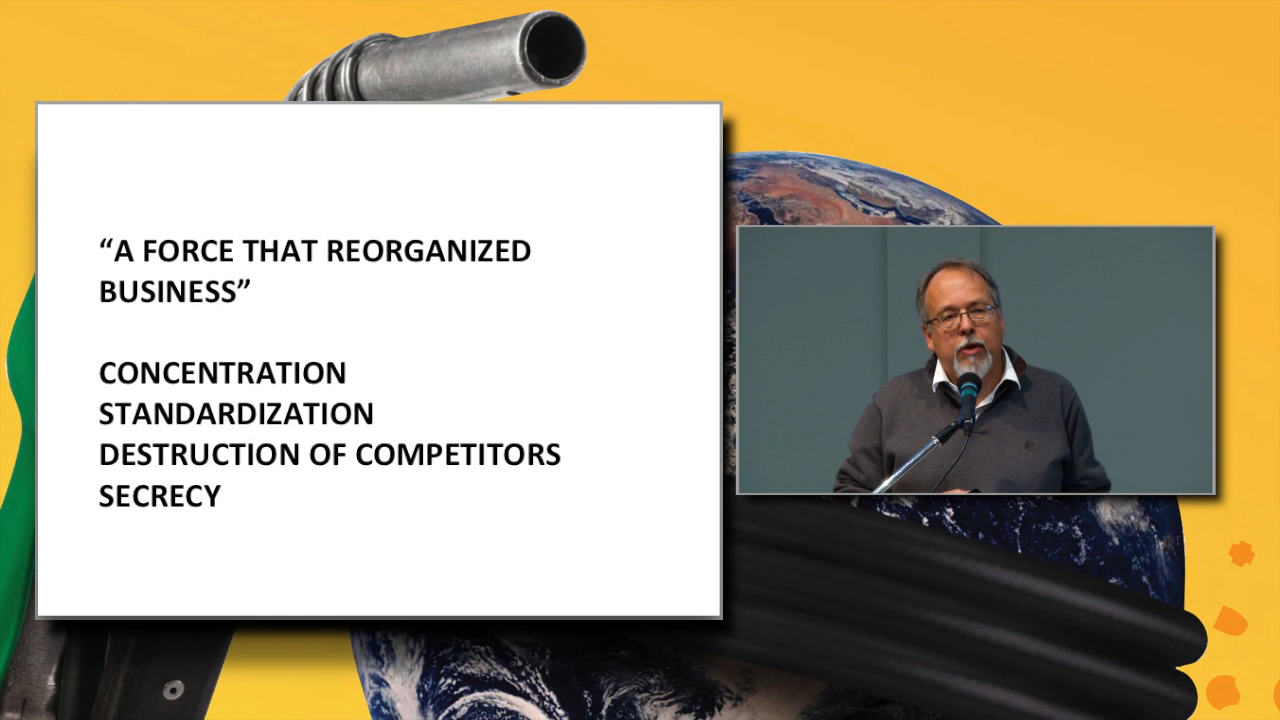 “A FORCE THAT REORGANIZED
BUSINESS”
CONCENTRATION
STANDARDIZATION
DESTRUCTION OF COMPETITORS
SECRECY